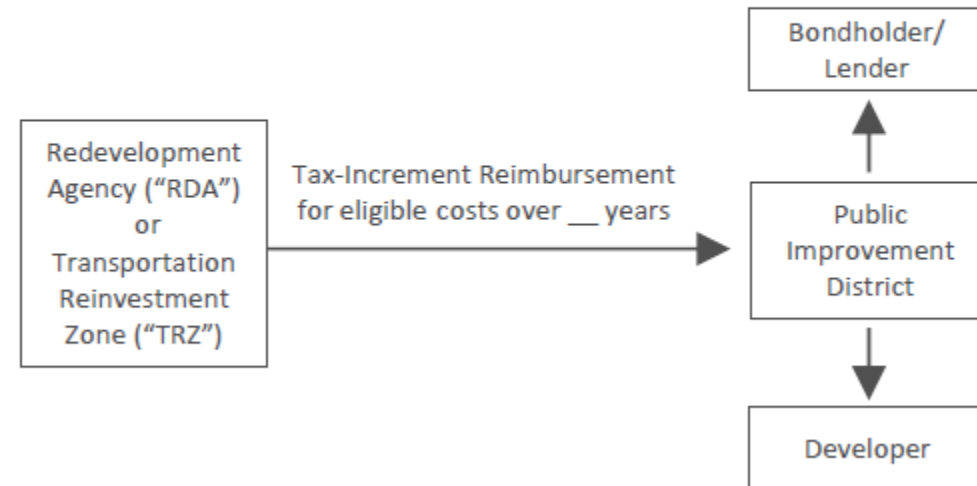 Bondholder/
Lender
Redevelopment
Agency (“RDA”)
or
Transportation
Reinvestment
Zone (“TRZ”)
Tax-Increment Reimbursement
for eligible costs over __ years
Public
Improvement
District
Developer